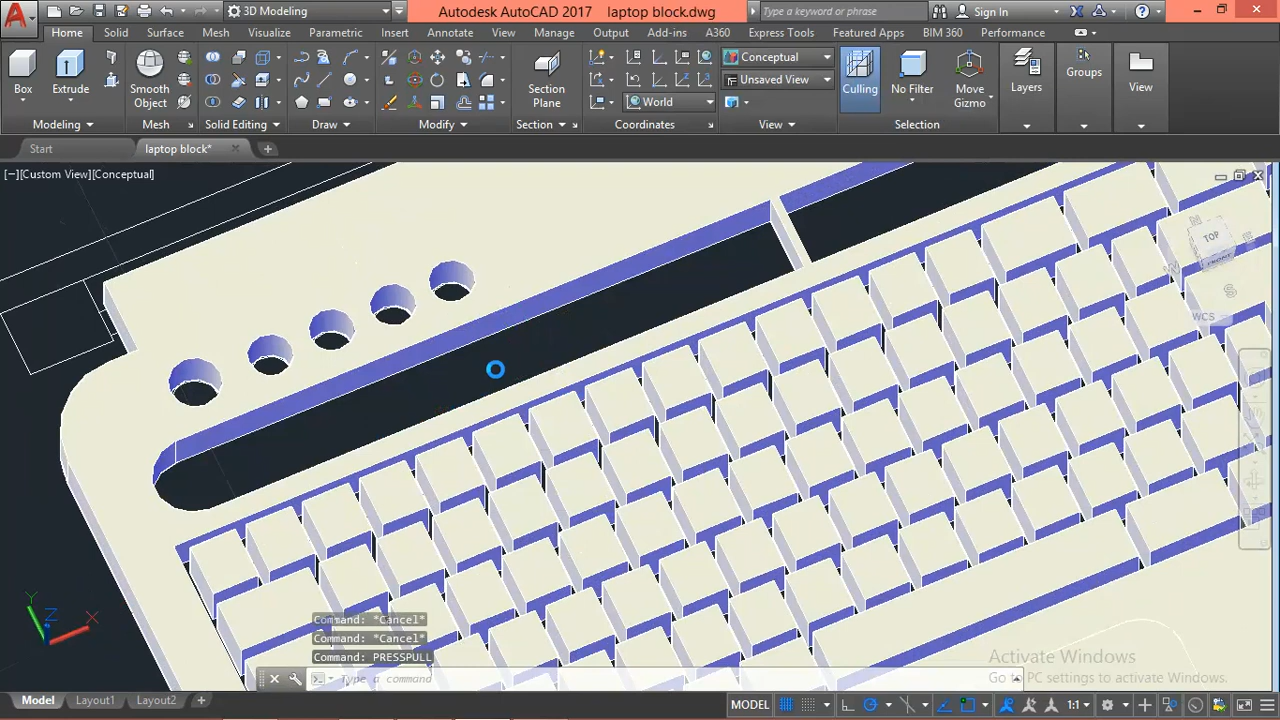 3D Modeling
Autodesk AutoCAD 2017 laptop block.dwg
Type a keyword or phrase
Sign In
Home Solid Surface Mesh Visualize Parametric Insert Annotate View Manage Output Add-ins A360 Express Tools Featured Apps BIM 360 Performance
Box
Extrude
Smooth
Object
Section
Plane
Conceptual
Unsaved View
World
Culling
No Filter
Move
Gizmo
Layers
Groups
View
Modeling Mesh Solid Editing Draw Modify Section Coordinates View Selection
Start laptop block*
[−][Custom View][Conceptual]
N
TOP
E
FRONT
W
S
WCS
Y
Z
X
Command: *Cancel*
Command: *Cancel*
Command: PRESSPULL
Type a command
Activate Windows
Go to PC settings to activate Windows.
Model Layout1 Layout2
MODEL
1:1